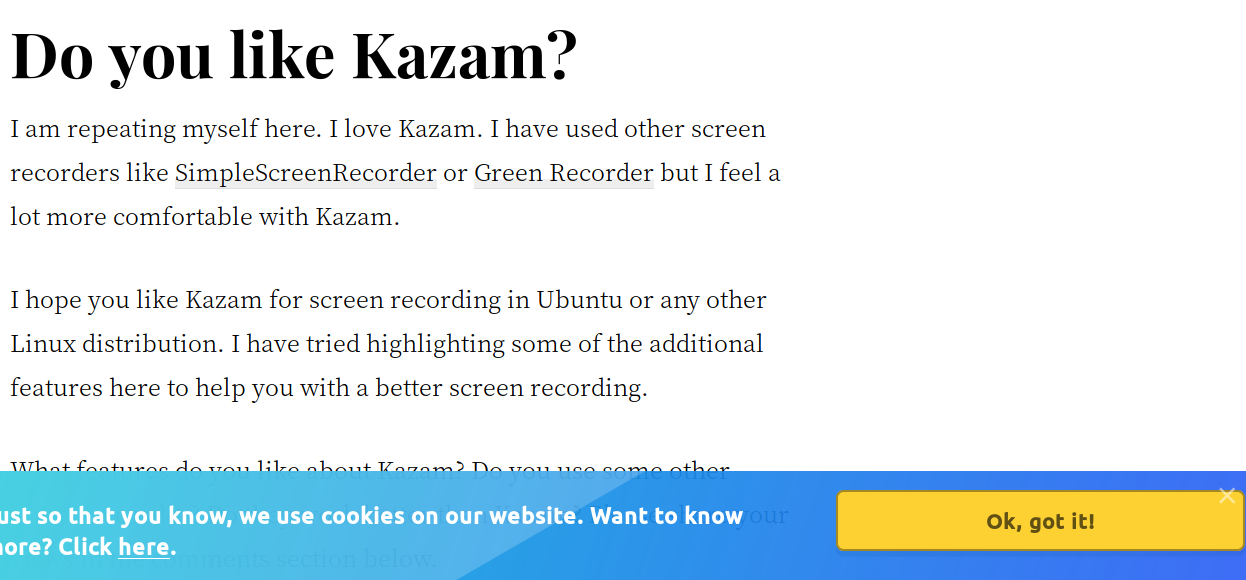 Do you like Kazam?
I am repeating myself here. I love Kazam. I have used other screen
recorders like SimpleScreenRecorder or Green Recorder but I feel a
lot more comfortable with Kazam.
I hope you like Kazam for screen recording in Ubuntu or any other
Linux distribution. I have tried highlighting some of the additional
features here to help you with a better screen recording.
What features do you like about Kazam? Do you use some other
your
comments section below.
ust so that you know, we use cookies on our website. Want to know
ore? Click here.
Ok, got it!